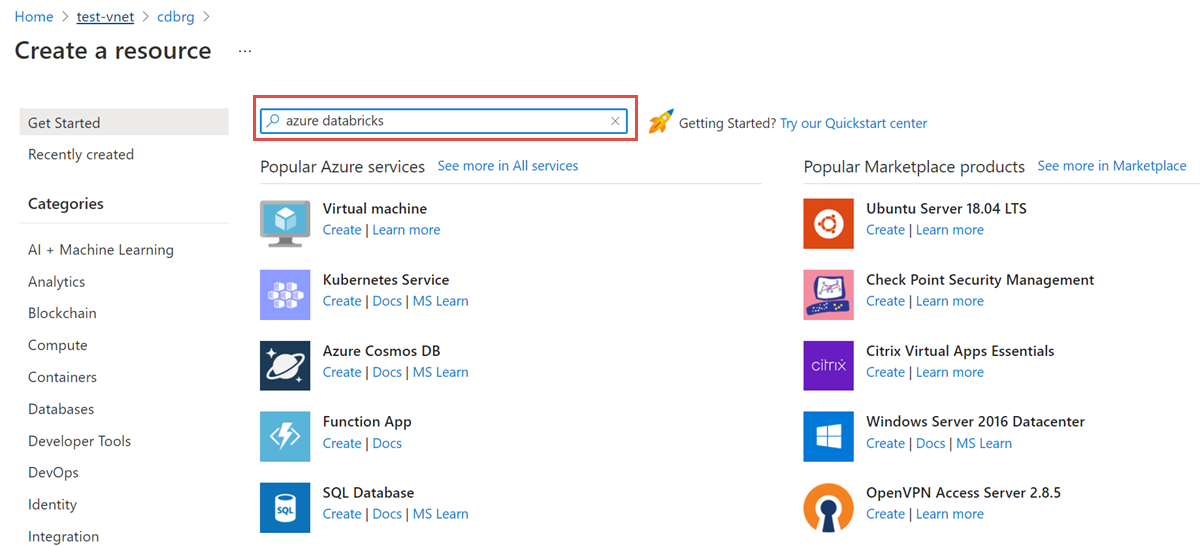 Home > test-vnet > cdbrg >
Create a resource ...
Get Started
Recently created
Categories
AI + Machine Learning
Analytics
Blockchain
Compute
Containers
Databases
Developer Tools
DevOps
Identity
Integration
azure databricks
Getting Started? Try our Quickstart center
Popular Azure services See more in All services
Virtual machine
Create | Learn more
Kubernetes Service
Create | Docs | MS Learn
Azure Cosmos DB
Create | Docs | MS Learn
Function App
Create | Docs
SQL
SQL Database
Create | Docs | MS Learn
Popular Marketplace products See more in Marketplace
Ubuntu Server 18.04 LTS
Create | Learn more
Check Point Security Management
Create | Learn more
citrix
Citrix Virtual Apps Essentials
Create | Learn more
Windows Server 2016 Datacenter
Create | Docs | MS Learn
OpenVPN Access Server 2.8.5
Create | Learn more